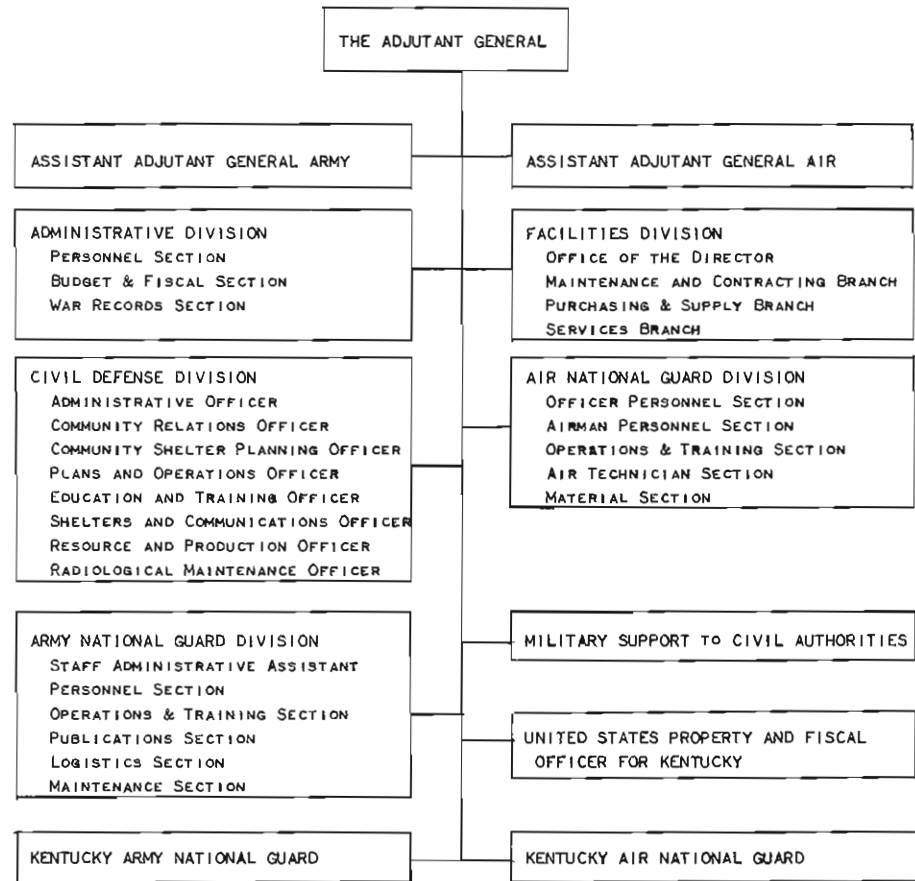 THE ADJUTANT GENERAL
ASSISTANT ADJUTANT GENERAL ARMY
ASSISTANT ADJUTANT GENERAL AIR
ADMINISTRATIVE DIVISION
PERSONNEL SECTION
BUDGET & FISCAL SECTION
WAR RECORDS SECTION
FACILITIES DIVISION
OFFICE OF THE DIRECTOR
MAINTENANCE AND CONTRACTING BRANCH
PURCHASING & SUPPLY BRANCH
SERVICES BRANCH
CIVIL DEFENSE DIVISION
ADMINISTRATIVE OFFICER
COMMUNITY RELATIONS OFFICER
COMMUNITY SHELTER PLANNING OFFICER
PLANS AND OPERATIONS OFFICER
EDUCATION AND TRAINING OFFICER
SHELTERS AND COMMUNICATIONS OFFICER
RESOURCE AND PRODUCTION OFFICER
RADIOLOGICAL MAINTENANCE OFFICER
AIR NATIONAL GUARD DIVISION
OFFICER PERSONNEL SECTION
AIRMAN PERSONNEL SECTION
OPERATIONS & TRAINING SECTION
AIR TECHNICIAN SECTION
MATERIAL SECTION
ARMY NATIONAL GUARD DIVISION
STAFF ADMINISTRATIVE ASSISTANT
PERSONNEL SECTION
OPERATIONS & TRAINING SECTION
PUBLICATIONS SECTION
LOGISTICS SECTION
MAINTENANCE SECTION
MILITARY SUPPORT TO CIVIL AUTHORITIES
UNITED STATES PROPERTY AND FISCAL
OFFICER FOR KENTUCKY
KENTUCKY ARMY NATIONAL GUARD
KENTUCKY AIR NATIONAL GUARD